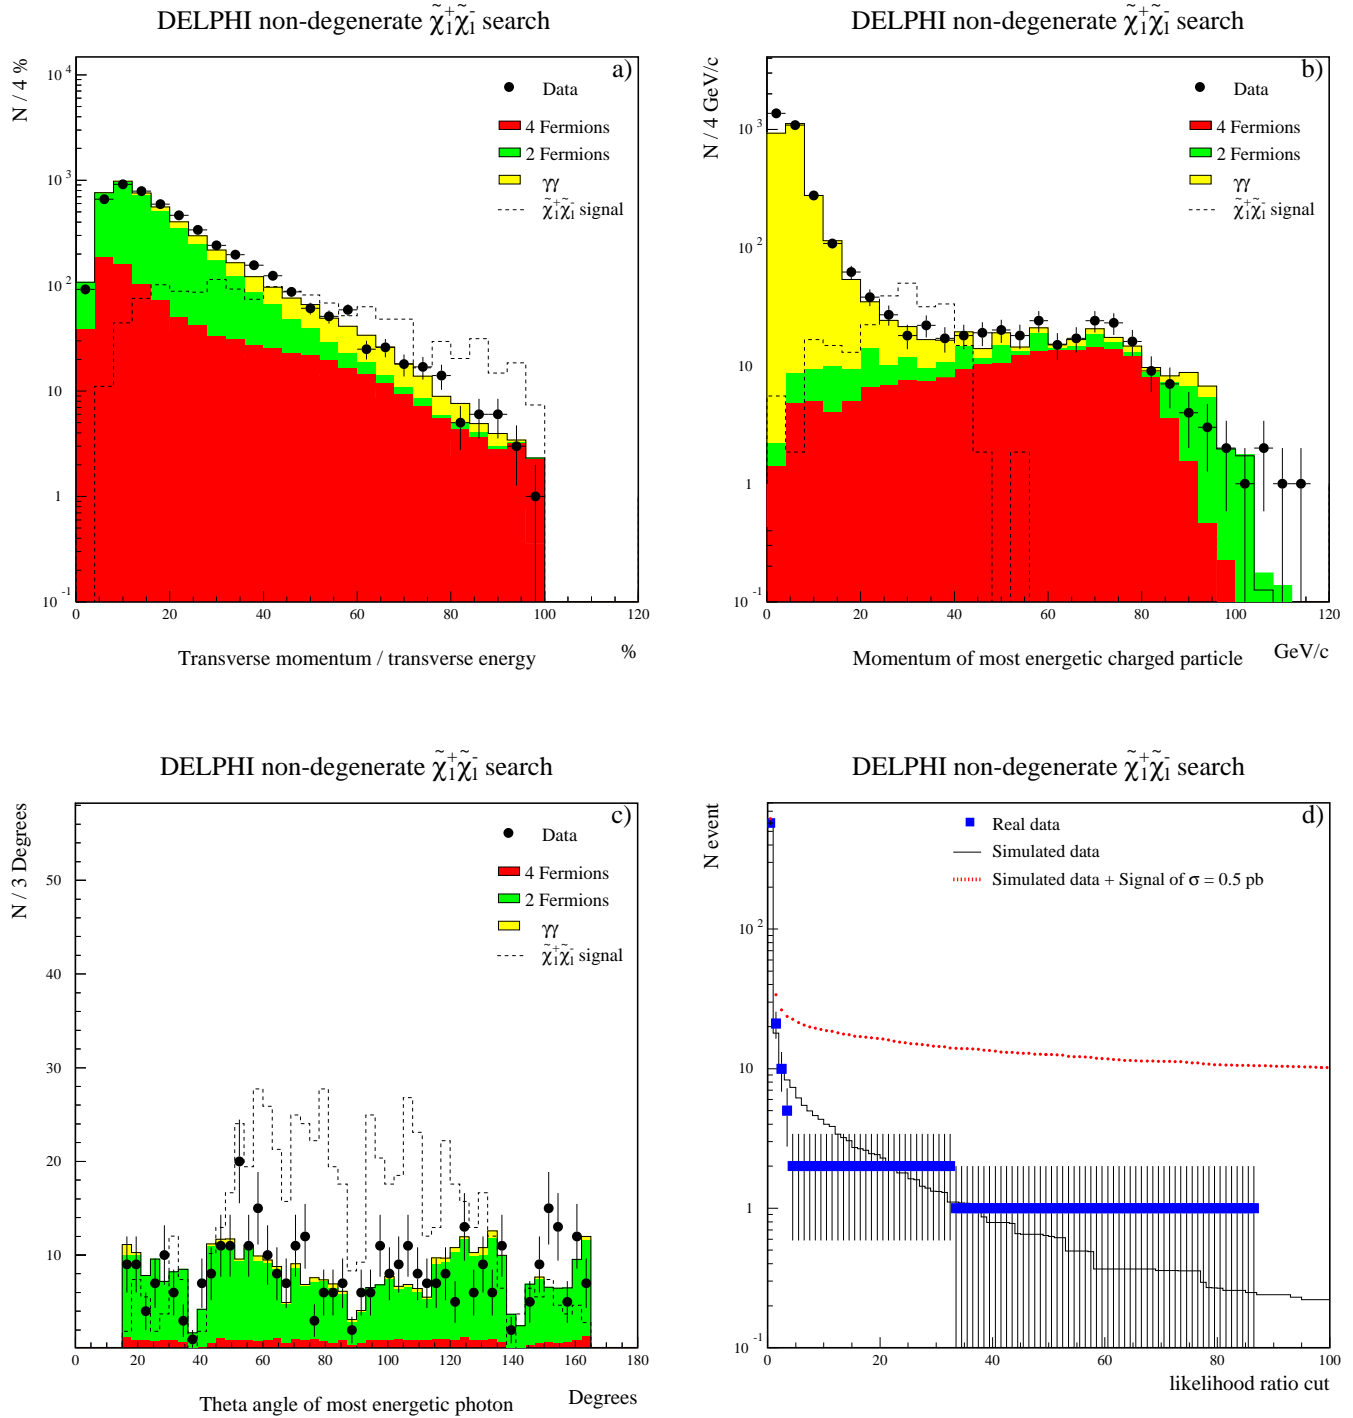 DELPHI non-degenerate χ̃₁⁺χ̃₁⁻ search
N / 4 %
a)
Data
4 Fermions
2 Fermions
γγ
χ̃₁⁺χ̃₁⁻ signal
10⁴
10³
10²
10
1
10⁻¹
0 20 40 60 80 100 120
Transverse momentum / transverse energy
%
DELPHI non-degenerate χ̃₁⁺χ̃₁⁻ search
N / 4 GeV/c
b)
Data
4 Fermions
2 Fermions
γγ
χ̃₁⁺χ̃₁⁻ signal
10³
10²
10
1
10⁻¹
0 20 40 60 80 100 120
Momentum of most energetic charged particle
GeV/c
DELPHI non-degenerate χ̃₁⁺χ̃₁⁻ search
N / 3 Degrees
c)
Data
4 Fermions
2 Fermions
γγ
χ̃₁⁺χ̃₁⁻ signal
50
40
30
20
10
0 20 40 60 80 100 120 140 160 180
Theta angle of most energetic photon
Degrees
DELPHI non-degenerate χ̃₁⁺χ̃₁⁻ search
N event
d)
Real data
Simulated data
Simulated data + Signal of σ = 0.5 pb
10²
10
1
10⁻¹
0 20 40 60 80 100
likelihood ratio cut